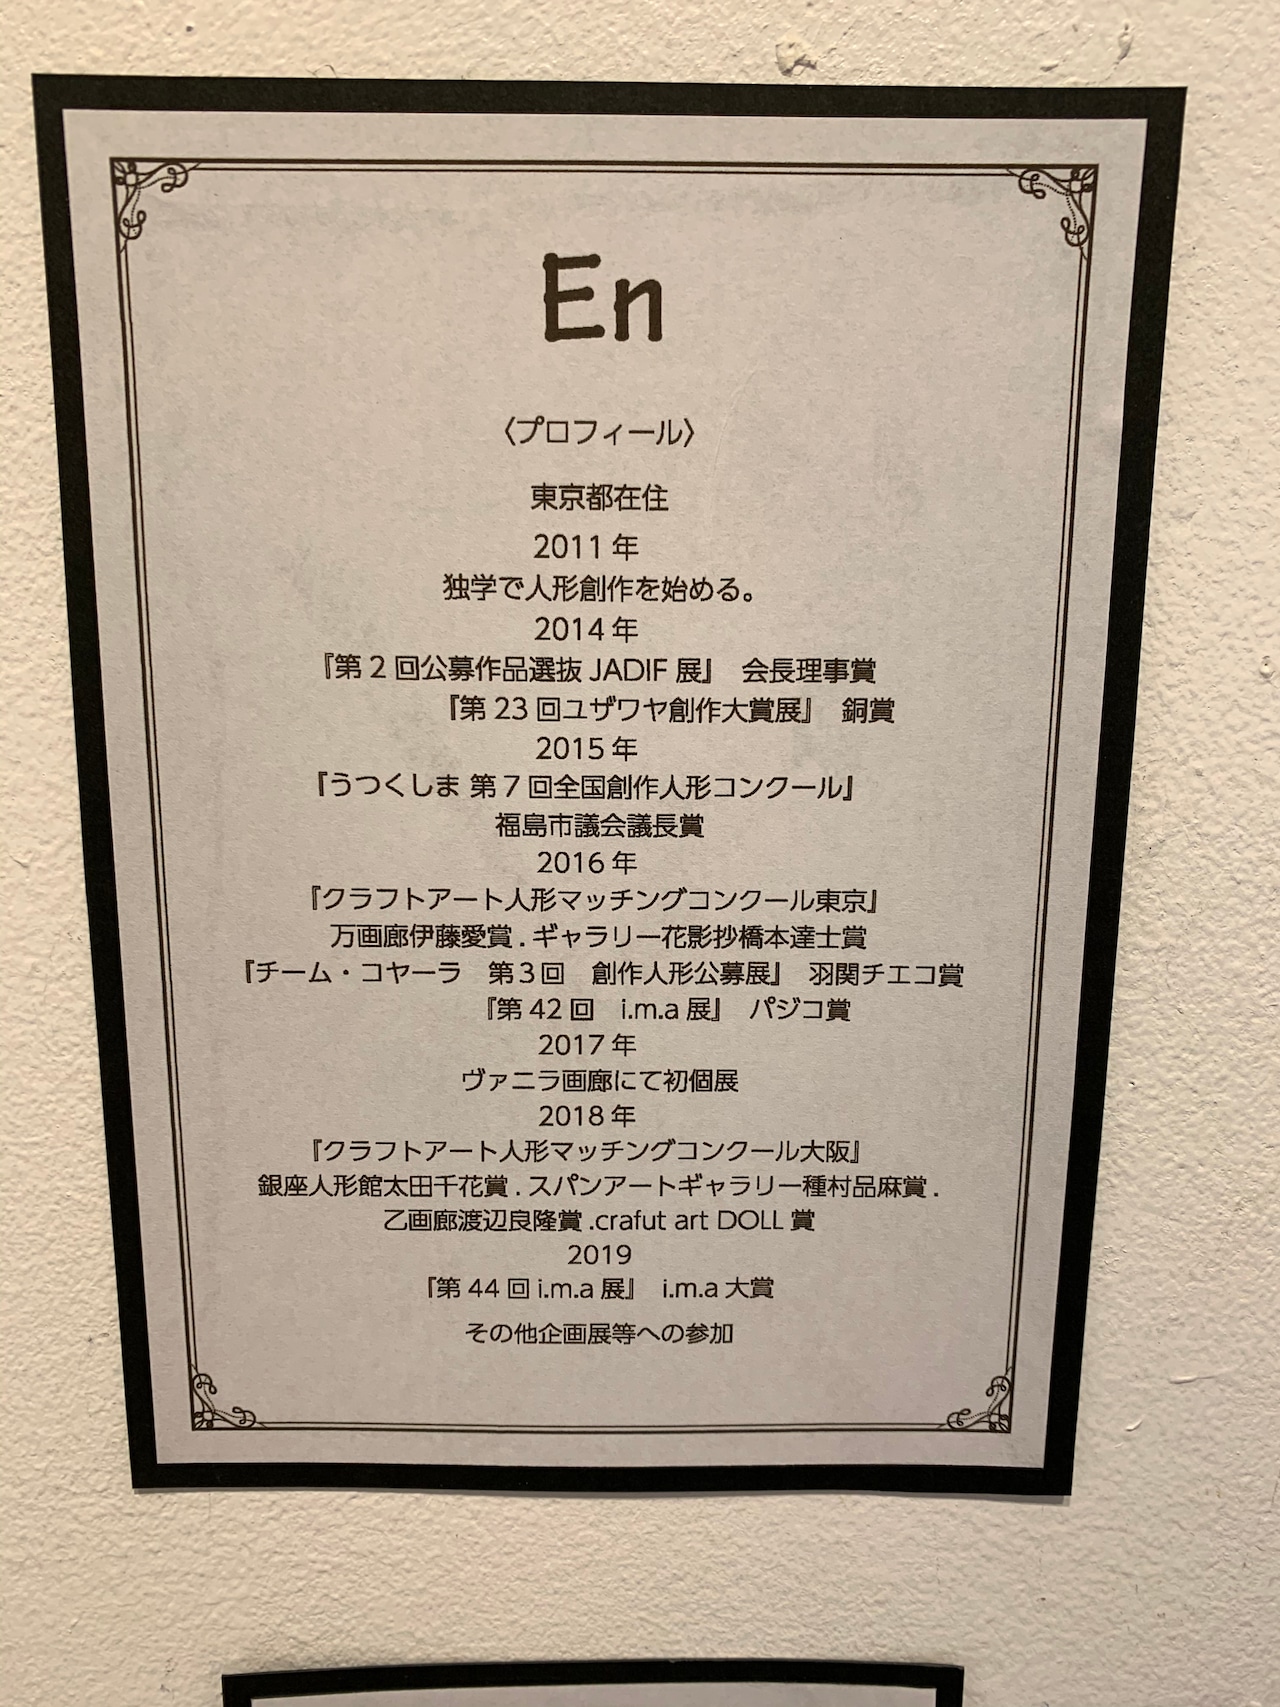 En
〈プロフィール〉
東京都在住
2011 年
独学で人形創作を始める。
2014 年
『第 2 回公募作品選抜 JADIF 展』 会長理事賞
『第 23 回ユザワヤ創作大賞展』 銅賞
2015 年
『うつくしま 第 7 回全国創作人形コンクール』
福島市議会議長賞
2016 年
『クラフトアート人形マッチングコンクール東京』
万画廊伊藤愛賞 . ギャラリー花影抄橋本達士賞
『チーム・コヤーラ　第３回　創作人形公募展』 羽関チエコ賞
『第 42 回　i.m.a 展』 パジコ賞
2017 年
ヴァニラ画廊にて初個展
2018 年
『クラフトアート人形マッチングコンクール大阪』
銀座人形館太田千花賞 . スパンアートギャラリー種村品麻賞 .
乙画廊渡辺良隆賞 .crafut art DOLL 賞
2019
『第 44 回 i.m.a 展』 i.m.a 大賞
その他企画展等への参加